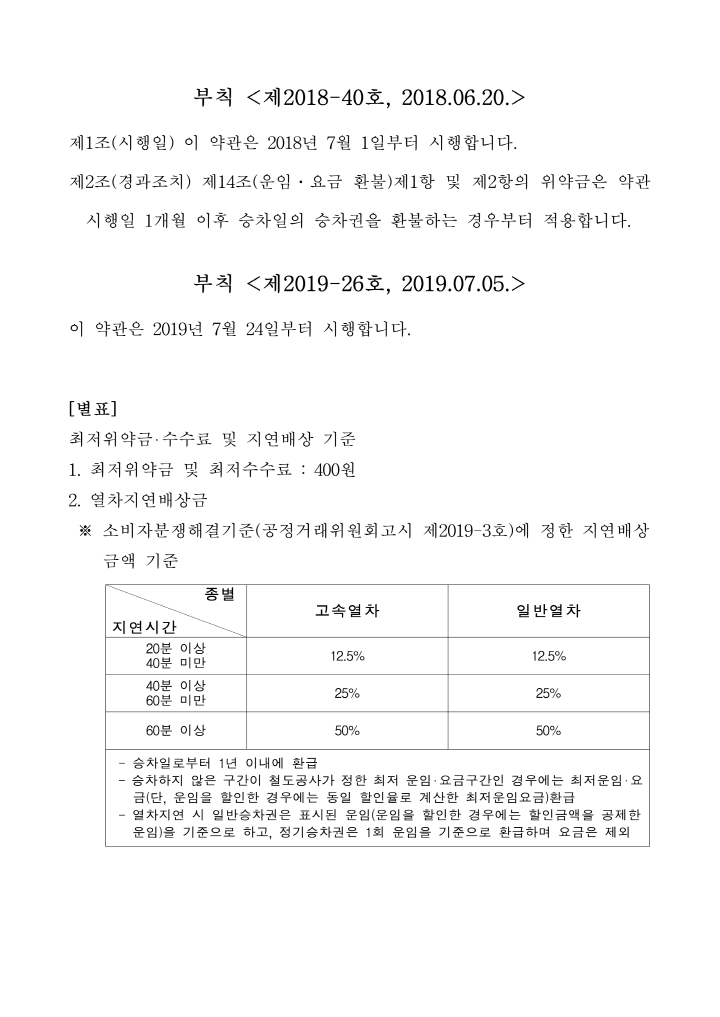 부칙 <제2018-40호, 2018.06.20.>
제1조(시행일) 이 약관은 2018년 7월 1일부터 시행합니다.
제2조(경과조치) 제14조(운임·요금 환불)제1항 및 제2항의 위약금은 약관
시행일 1개월 이후 승차일의 승차권을 환불하는 경우부터 적용합니다.
부칙 <제2019-26호, 2019.07.05.>
이 약관은 2019년 7월 24일부터 시행합니다.
[별표]
최저위약금·수수료 및 지연배상 기준
1. 최저위약금 및 최저수수료 : 400원
2. 열차지연배상금
※ 소비자분쟁해결기준(공정거래위원회고시 제2019-3호)에 정한 지연배상
금액 기준
종별
지연시간
고속열차
일반열차
20분 이상
40분 미만
12.5%
12.5%
40분 이상
60분 미만
25%
25%
60분 이상
50%
50%
- 승차일로부터 1년 이내에 환급
- 승차하지 않은 구간이 철도공사가 정한 최저 운임·요금구간인 경우에는 최저운임·요
금(단, 운임을 할인한 경우에는 동일 할인율로 계산한 최저운임요금)환급
- 열차지연 시 일반승차권은 표시된 운임(운임을 할인한 경우에는 할인금액을 공제한
운임)을 기준으로 하고, 정기승차권은 1회 운임을 기준으로 환급하며 요금은 제외